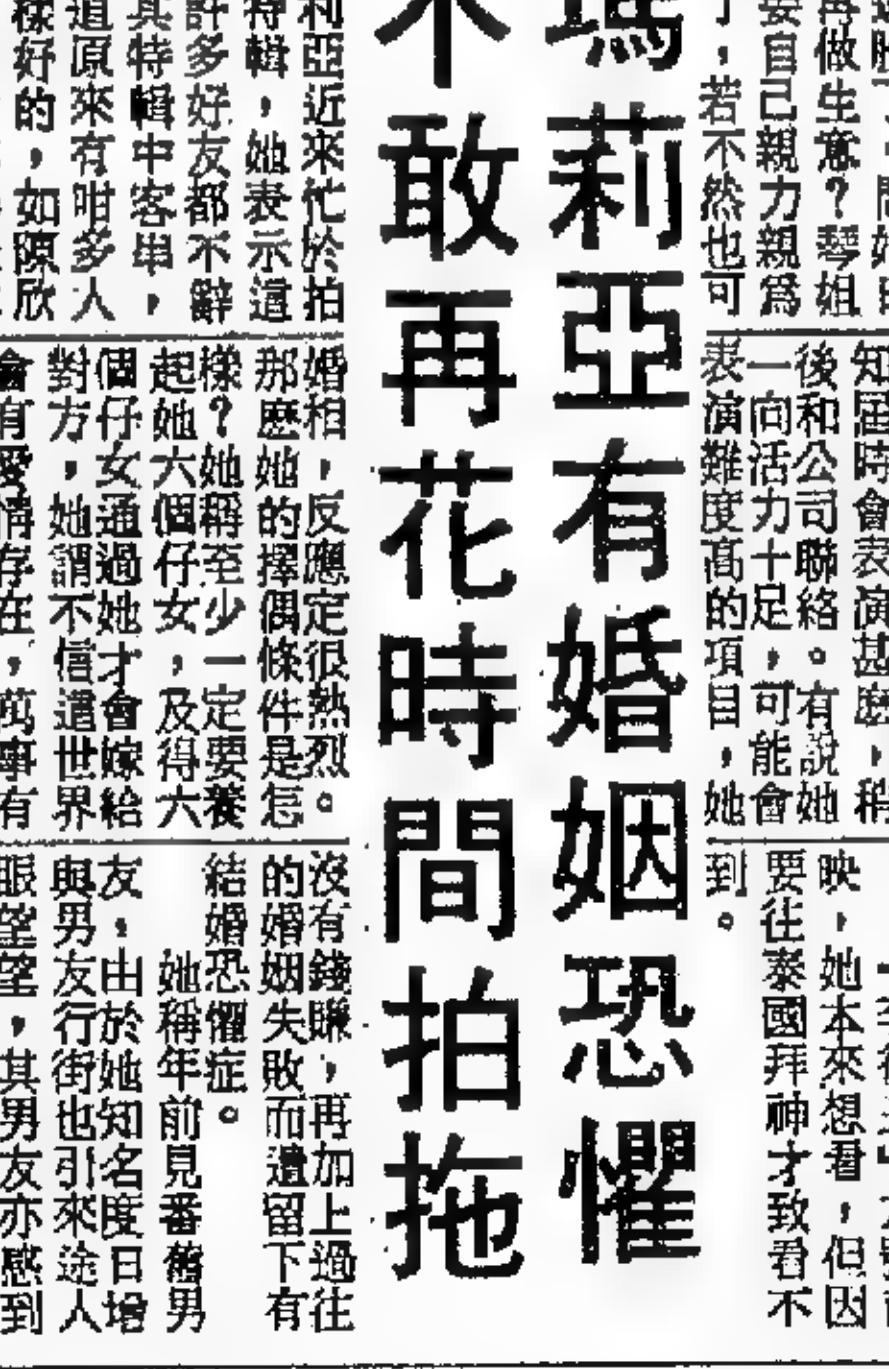 再做生意?琴姐
要自己親力親爲
,若不然也可
知屆時會表演甚麽,稍
後和公司聯絡。有說她
一向活力十足,可能會
表演難度高的項目,她
映,她本來想看,但因
要往泰國拜神才致看不
到。
瑪莉亞有婚姻恐懼
不敢再花時間拍拖
利亞近來忙於拍
特輯,她表示這
許多好友都不辭
其特輯中客串,
道原來有咁多人
樣好的,如陳欣
婚相,反應定很熱烈。
那麽她的擇偶條件是怎
樣?她稱至少一定要養
起她六個仔女,及得六
個仔女通過她才會嫁給
對方,她謂不信這世界
會有愛情存在,萬事有
沒有錢賺,再加上過往
的婚姻失敗而遺留下有
結婚恐懼症。
她稱年前見番舊男
友,由於她知名度日增
與男友行街也引來途人
眼望望,其男友亦感到